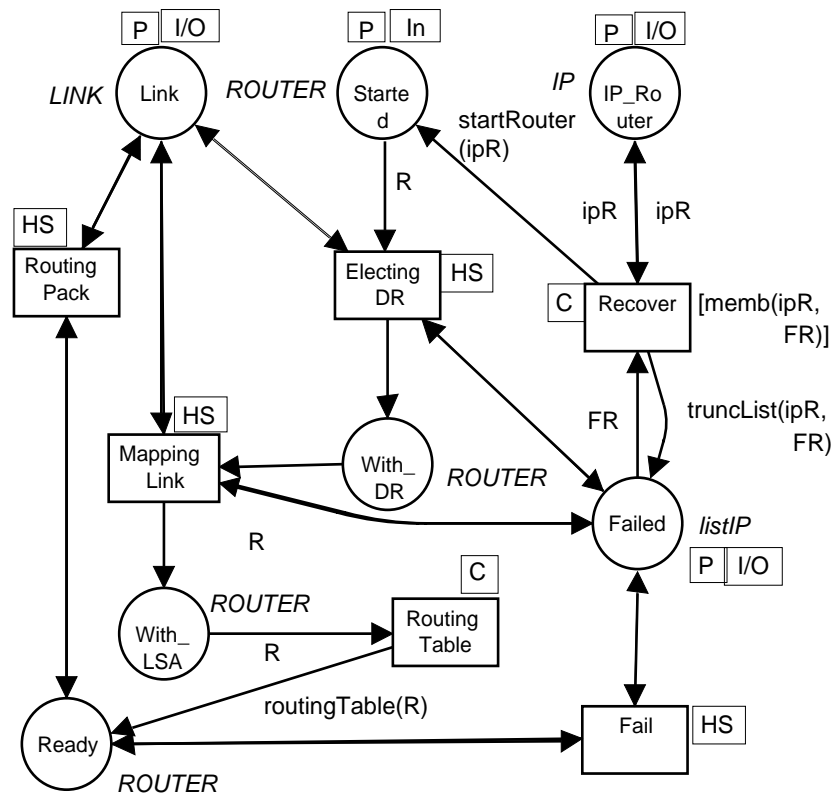 P I/O
P In
P I/O
LINK
Link
ROUTER
Starte
d
IP
IP_Ro
uter
startRouter
(ipR)
R
ipR ipR
HS
Routing
Pack
Electing
DR
HS
C
Recover
[memb(ipR,
FR)]
HS
Mapping
Link
With_
DR
ROUTER
FR
truncList(ipR,
FR)
Failed
listIP
P I/O
R
C
ROUTER
With_
LSA
R
Routing
Table
routingTable(R)
Ready
ROUTER
Fail
HS